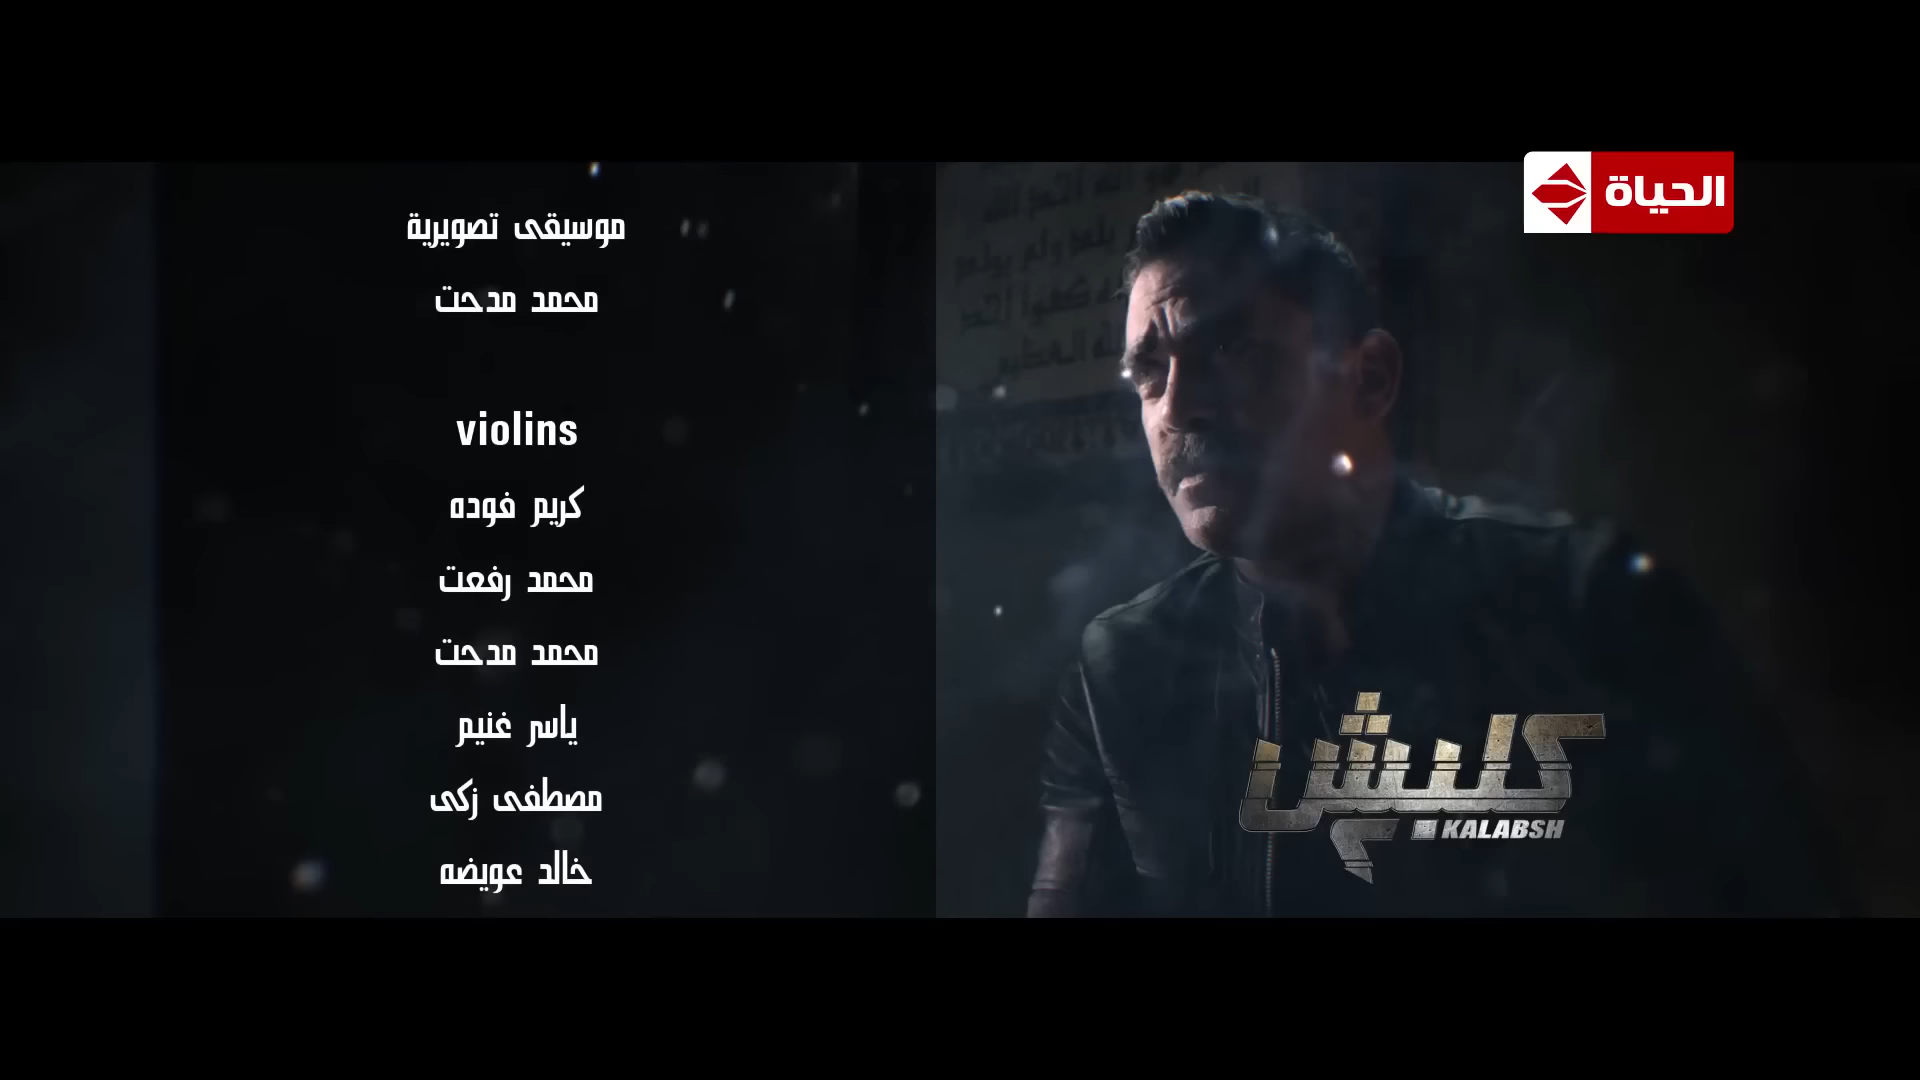 الحياة
موسيقى تصويرية
محمد مدحت
violins
كريم فوده
محمد رفعت
محمد مدحت
ياسر غنيم
مصطفى زكى
خالد عويضه
كلبش
KALABSH